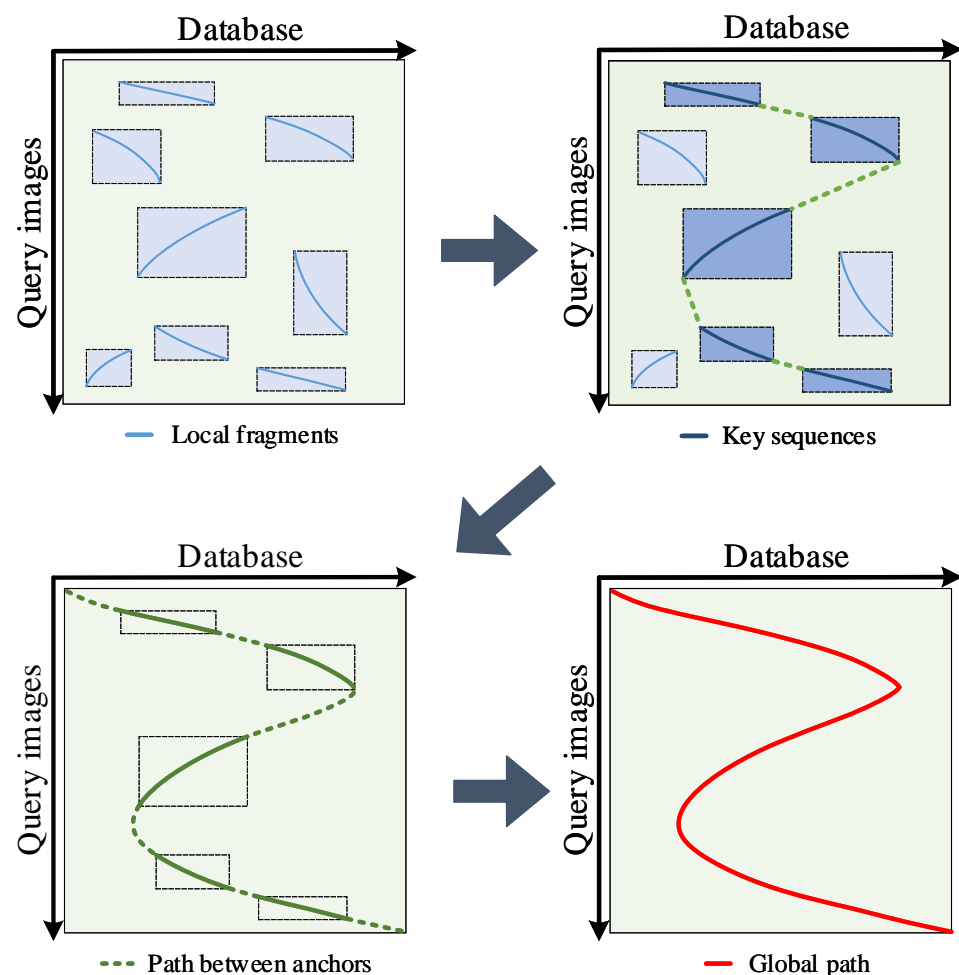 Database
Query images
Local fragments
Database
Query images
Key sequences
Database
Query images
Path between anchors
Database
Query images
Global path